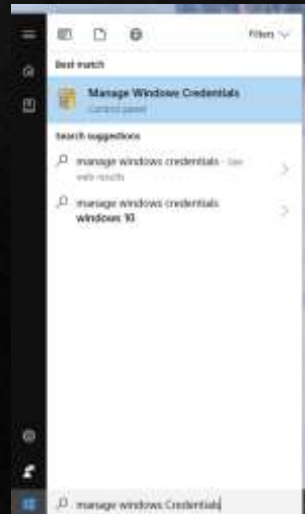 Filters
Best match
Manage Windows Credentials
Control panel
Search suggestions
manage windows credentials - See
web results
manage windows credentials
windows 10
manage windows Credentials